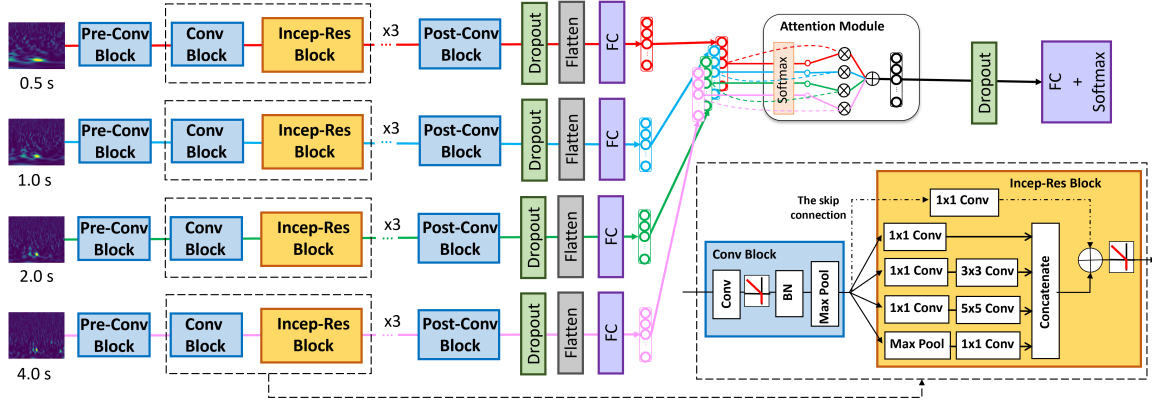 0.5 s
Pre-Conv
Block
Conv
Block
Incep-Res
Block
x3
...
Post-Conv
Block
Dropout
Flatten
FC
1.0 s
Pre-Conv
Block
Conv
Block
Incep-Res
Block
x3
...
Post-Conv
Block
Dropout
Flatten
FC
2.0 s
Pre-Conv
Block
Conv
Block
Incep-Res
Block
x3
...
Post-Conv
Block
Dropout
Flatten
FC
4.0 s
Pre-Conv
Block
Conv
Block
Incep-Res
Block
x3
...
Post-Conv
Block
Dropout
Flatten
FC
Attention Module
Softmax
Dropout
FC
+
Softmax
Conv Block
Conv
BN
Max Pool
The skip
connection
Incep-Res Block
1x1 Conv
1x1 Conv
1x1 Conv
3x3 Conv
1x1 Conv
5x5 Conv
Max Pool
1x1 Conv
Concatenate